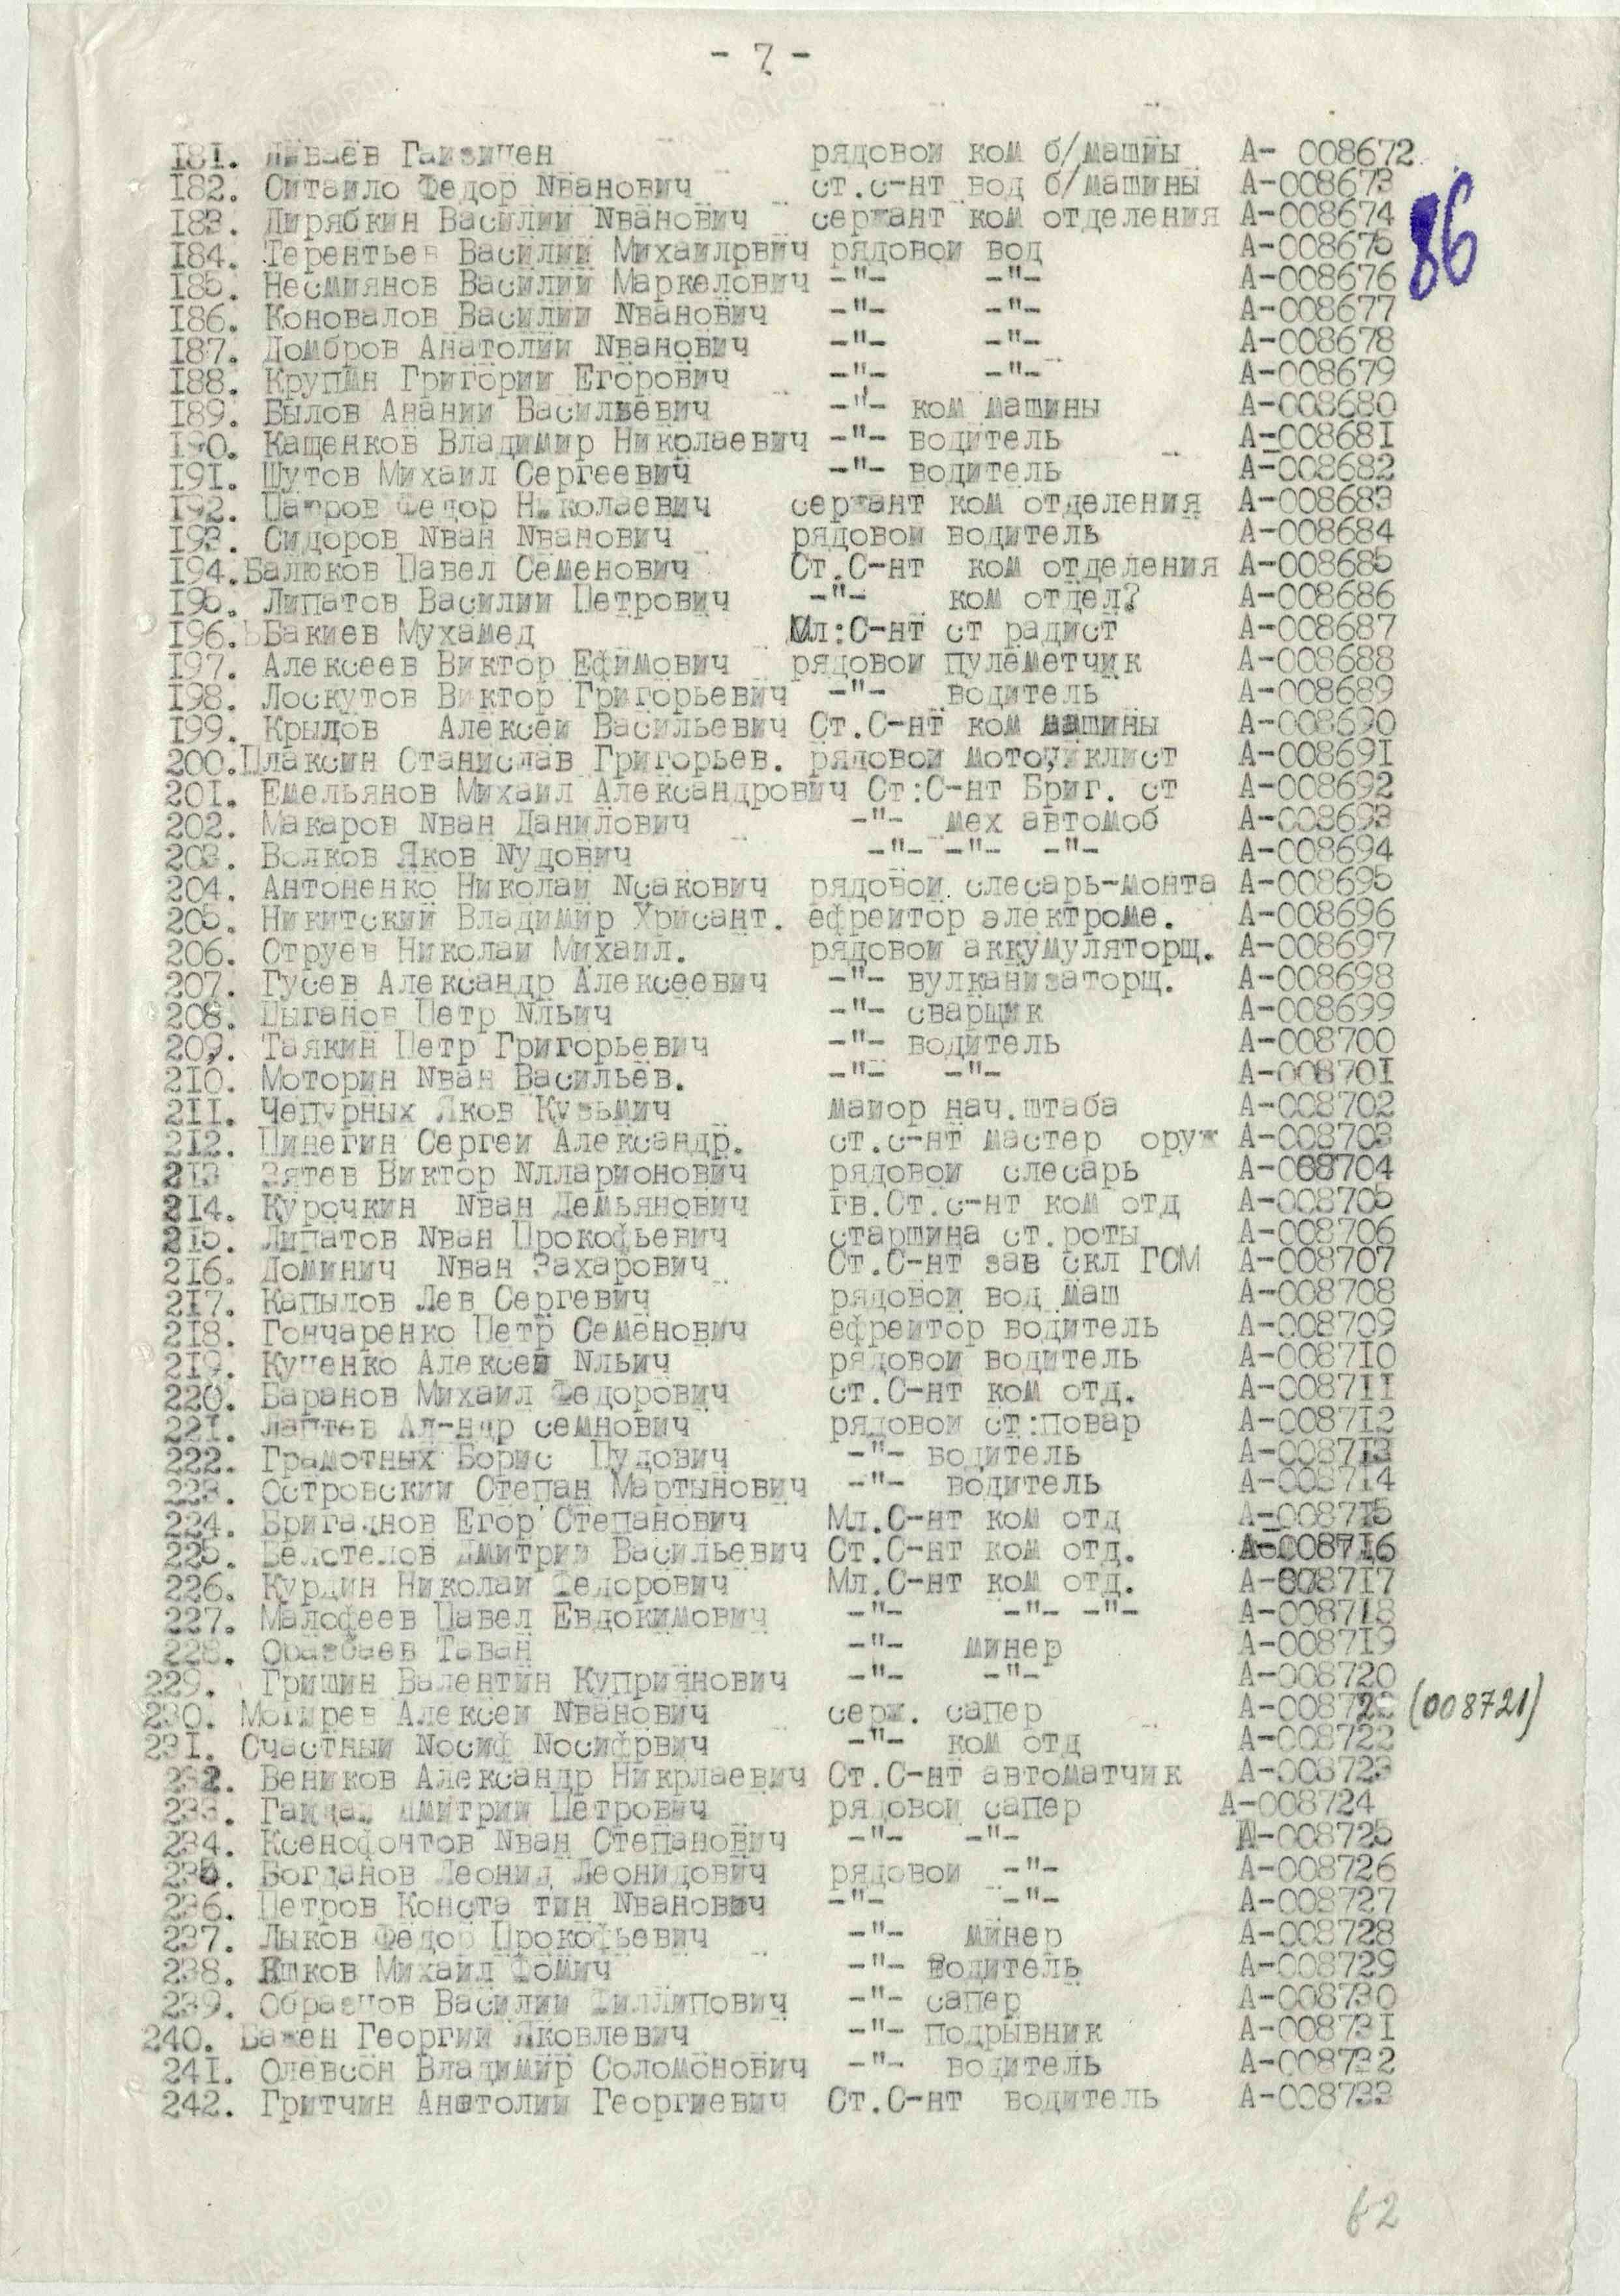 - 7 -
181. 
рядовой ком б/машины А- 008672
86
182. Ситаило Федор Иванович ст.с-нт вод б/машины А-008673
183. Лирябкин Василий Иванович сержант ком отделения А-008674
184. Терентьев Василий Михайлрвич рядовой вод А-008675
185. Несмиянов Василий Маркелович -"- -"- А-008676
186. Коновалов Василий Иванович -"- -"- А-008677
187. Домбров Анатолий Иванович -"- -"- А-008678
188. Крупин Григорий Егорович -"- -"- А-008679
189. Былов Ананий Васильевич -"- ком машины А-008680
190. Кащенков Владимир Николаевич -"- водитель А-008681
191. Шутов Михаил Сергеевич -"- водитель А-008682
192. Федор Николаевич сержант ком отделения А-008683
193. Сидоров Иван Иванович рядовой водитель А-008684
194. Балюков Павел Семенович Ст.С-нт ком отделения А-008685
195. Липатов Василий Петрович -"- ком отдел? А-008686
196. Бакиев Мухамед Мл:С-нт ст радист А-008687
197. Алексеев Виктор Ефимович рядовой пулеметчик А-008688
198. Лоскутов Виктор Григорьевич -"- водитель А-008689
199. Крылов Алексей Васильевич Ст.С-нт ком машины А-008690
200. Плаксин Станислав Григорьев. рядовой мотоциклист А-008691
201. Емельянов Михаил Александрович Ст:С-нт Бриг. ст А-008692
202. Макаров Иван Данилович -"- мех автомоб А-008693
203. Волков Яков Иудович -"- -"- -"- А-008694
204. Антоненко Николай Исакович рядовой слесарь-монта А-008695
205. Никитский Владимир Хрисант. ефрейтор электроме. А-008696
206. Струев Николай Михаил. рядовой аккумуляторщ. А-008697
207. Гусев Александр Алексеевич -"- вулканизаторщ. А-008698
208. Цыганов Петр Ильич -"- сварщик А-008699
209. Таякин Петр Григорьевич -"- водитель А-008700
210. Моторин Иван Васильев. -"- -"- А-008701
211. Чепурных Яков Кузьмич майор нач.штаба А-008702
212. Пинегин Сергей Александр. ст.с-нт мастер оруж А-008703
213 Зятев Виктор Илларионович рядовой слесарь А-008704
214. Курочкин Иван Демьянович гв.Ст.с-нт ком отд А-008705
215. Липатов Иван Прокофьевич старшина ст.роты А-008706
216. Доминич Иван Захарович Ст.С-нт зав скл ГСМ А-008707
217. Капылов Лев Сергевич рядовой вод маш А-008708
218. Гончаренко Петр Семенович ефрейтор водитель А-008709
219. Куценко Алексей Ильич рядовой водитель А-008710
220. Баранов Михаил Федорович ст.С-нт ком отд. А-008711
221. Лаптев Ал-ндр семнович рядовой ст:повар А-008712
222. Грамотных Борис Пудович -"- водитель А-008713
223. Островский Степан Мартынович -"- водитель А-008714
224. Егор Степанович Мл.С-нт ком отд А-008715
225. Белотелов Дмитрий Васильевич Ст.С-нт ком отд. А-008716
226. Курдин Николай Федорович Мл.С-нт ком отд. А-008717
227. Малофеев Павел Евдокимович -"- -"- -"- А-008718
228. Оразбаев Таван -"- минер А-008719
229. Гришин Валентин Куприянович -"- -"- А-008720
230. Алексей Иванович серж. сапер (008721)
231. Счастный Иосиф Иосифрвич -"- ком отд А-008722
232. Веников Александр Никрлаевич Ст.С-нт автоматчик А-008723
233. Дмитрий Петрович рядовой сапер А-008724
234. Ксенофонтов Иван Степанович -"- -"- А-008725
235. Богданов Леонид Леонидович рядовой -"- А-008726
236. Петров Конста тин Иванович -"- -"- А-008727
237. Лыков Федор Прокофьевич -"- минер А-008728
238. Михаил Фомич -"- водитель А-008729
239. Образцов Василий Филлипович -"- сапер А-008730
240. Бажен Георгий Яковлевич -"- подрывник А-008731
241. Олевсон Владимир Соломонович -"- водитель А-008732
242. Гритчин Анатолий Георгиевич Ст.С-нт водитель А-008733
62